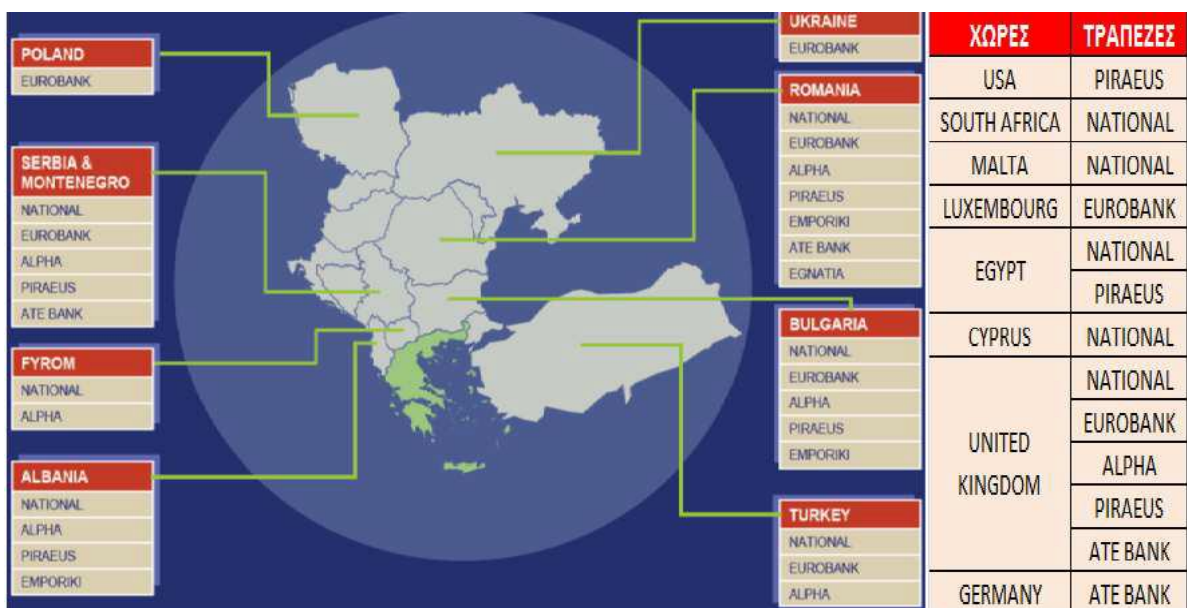 POLAND
EUROBANK
SERBIA &
MONTENEGRO
NATIONAL
EUROBANK
ALPHA
PIRAEUS
ATE BANK
FYROM
NATIONAL
ALPHA
ALBANIA
NATIONAL
ALPHA
PIRAEUS
EMPORIKI
UKRAINE
EUROBANK
ROMANIA
NATIONAL
EUROBANK
ALPHA
PIRAEUS
EMPORIKI
ATE BANK
EGNATIA
BULGARIA
NATIONAL
EUROBANK
ALPHA
PIRAEUS
EMPORIKI
TURKEY
NATIONAL
EUROBANK
ALPHA
ΧΩΡΕΣ ΤΡΑΠΕΖΕΣ
USA PIRAEUS
SOUTH AFRICA NATIONAL
MALTA NATIONAL
LUXEMBOURG EUROBANK
EGYPT NATIONAL
PIRAEUS
CYPRUS NATIONAL
UNITED
KINGDOM
NATIONAL
EUROBANK
ALPHA
PIRAEUS
ATE BANK
GERMANY ATE BANK